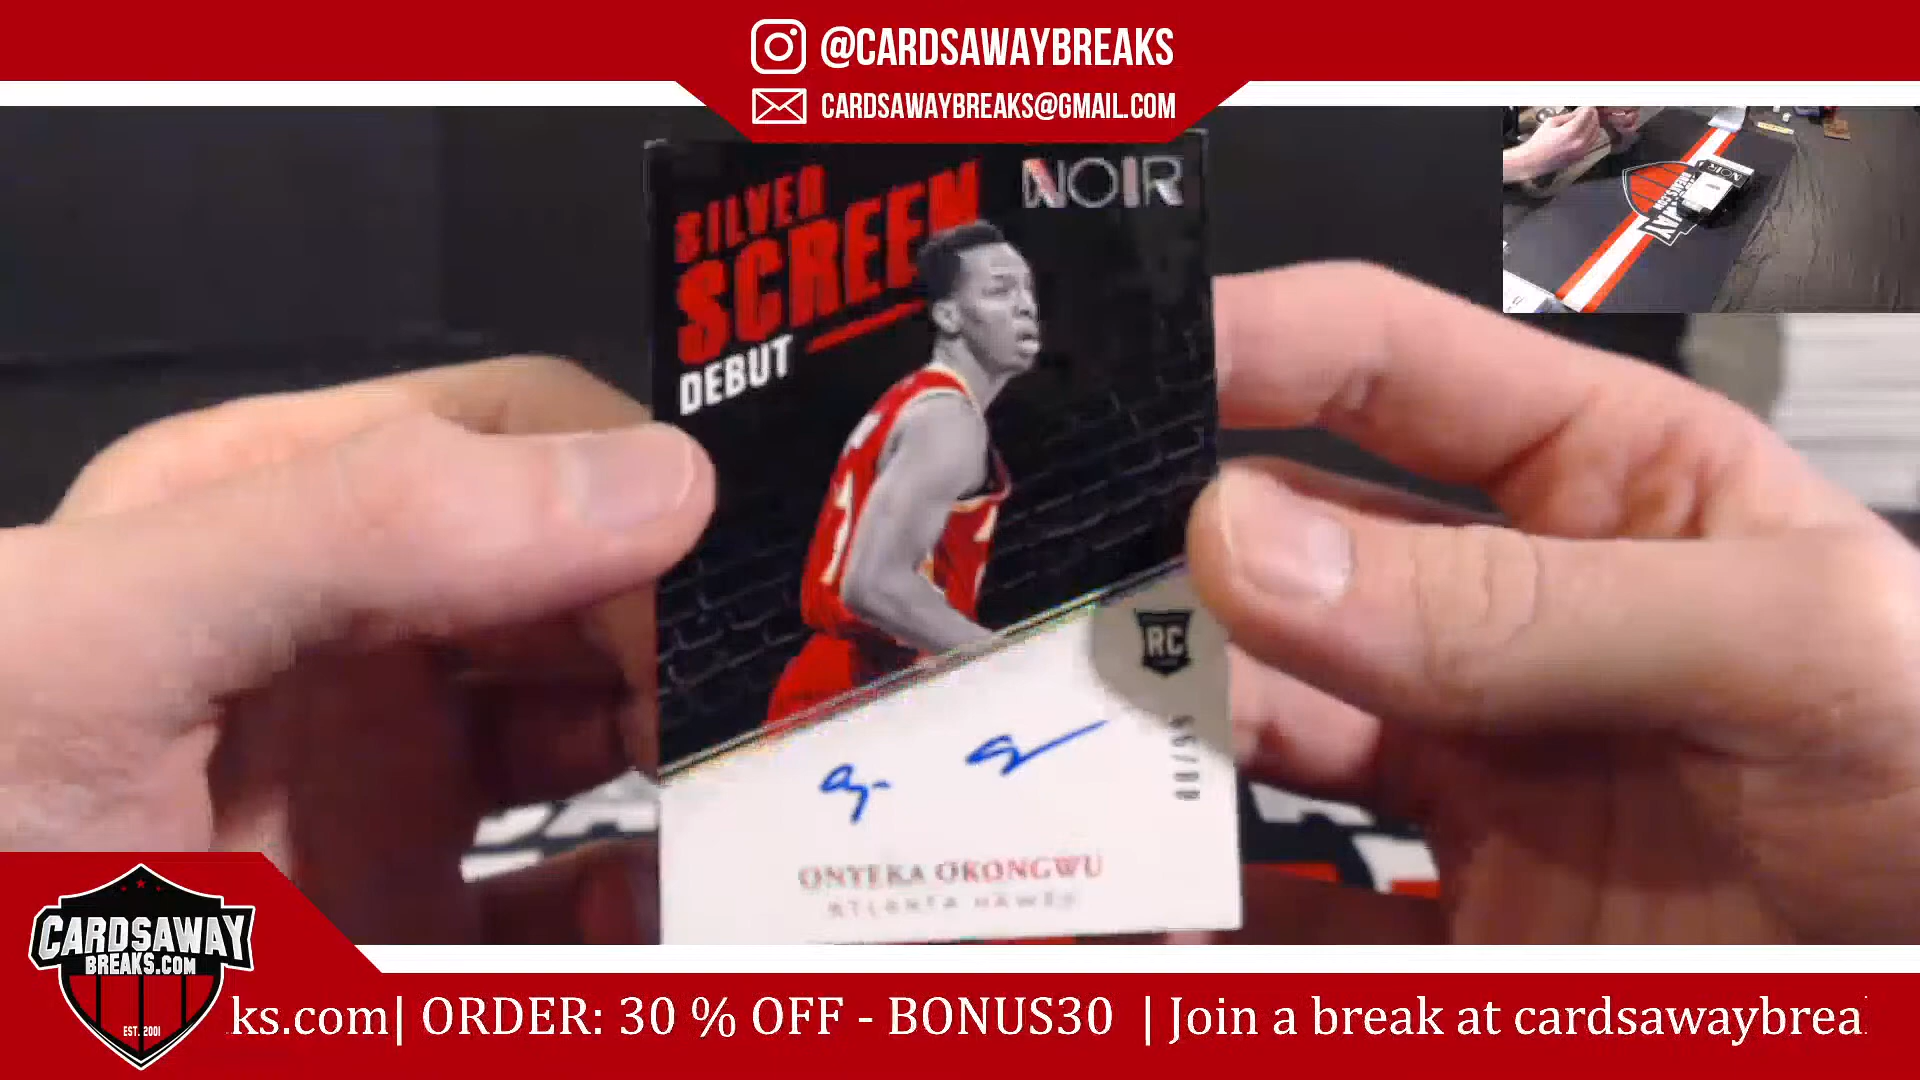 @CARDSAWAYBREAKS
CARDSAWAYBREAKS@GMAIL.COM
SILVER
SCREEN
DEBUT
NOIR
NOIR
RC
ONYEKA OKONGWU
ATLANTA HAWKS
CARDSAWAY
BREAKS.COM
EST. 2001
ks.com| ORDER: 30 % OFF - BONUS30 | Join a break at cardsawaybrea